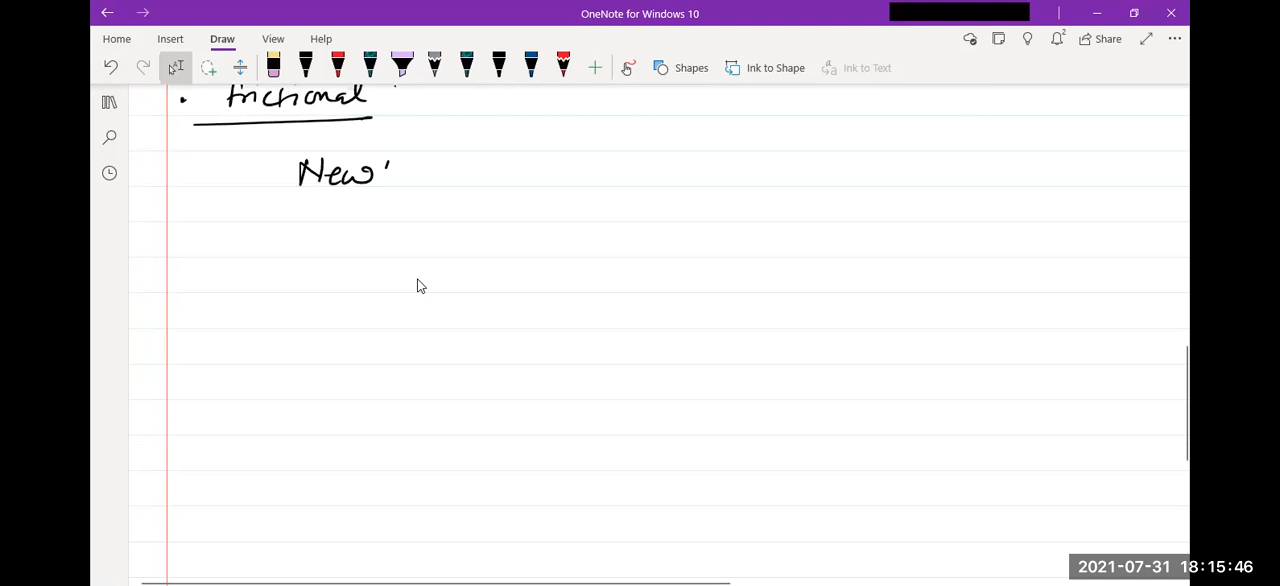 OneNote for Windows 10
Home Insert Draw View Help
2
Share
Shapes Ink to Shape Ink to Text
. frictional
New '
2021-07-31 18:15:46